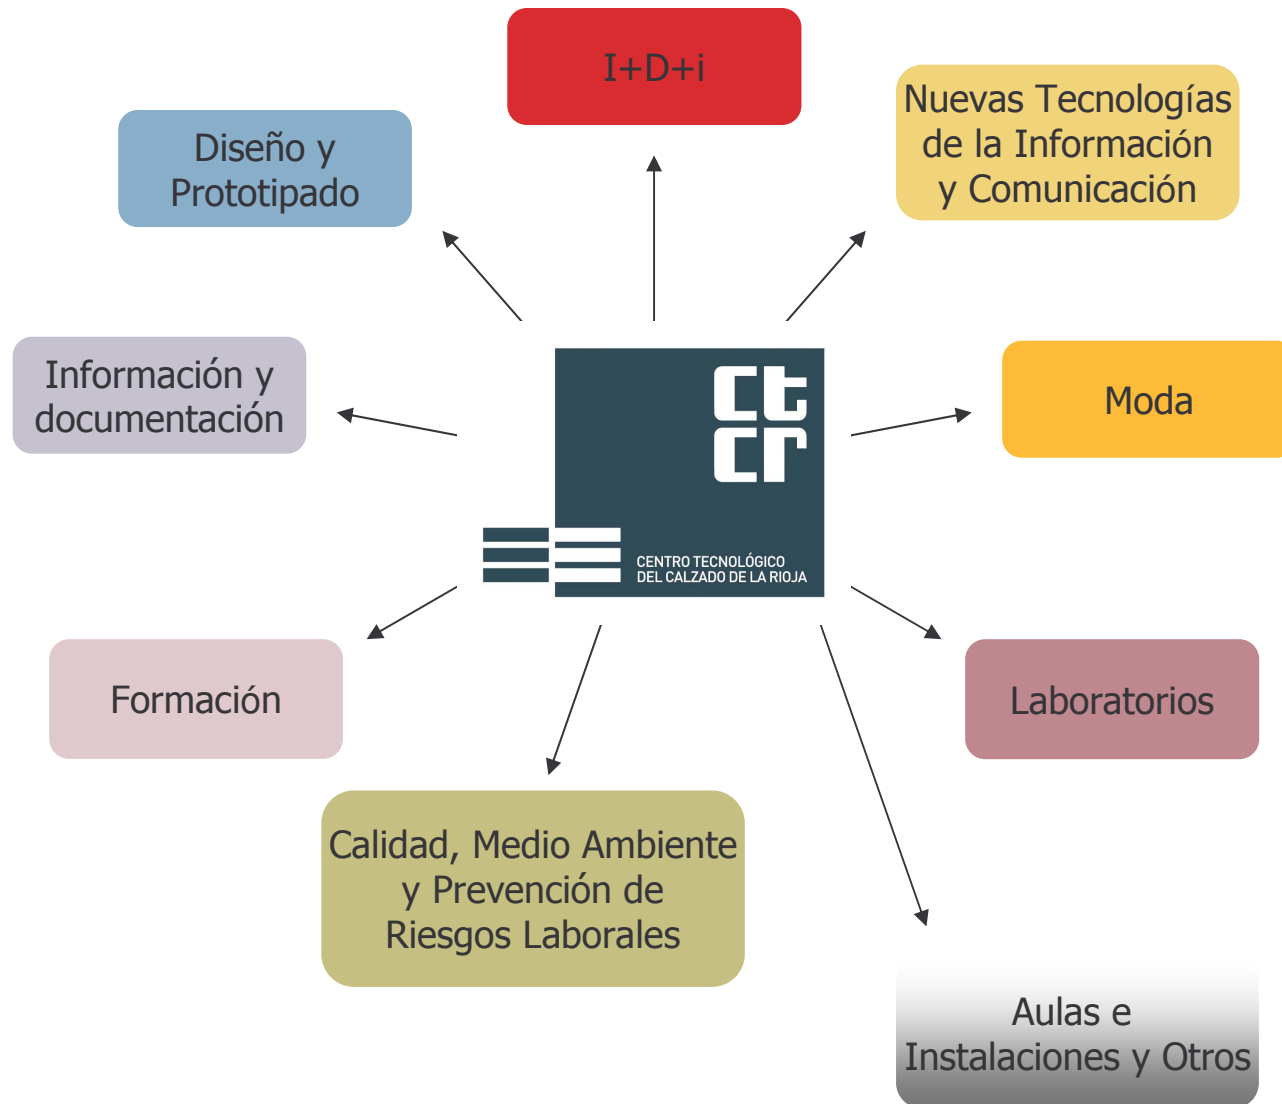 I+D+i
Nuevas Tecnologías
de la Información
y Comunicación
Diseño y
Prototipado
Información y
documentación
Moda
ct
cr
CENTRO TECNOLÓGICO
DEL CALZADO DE LA RIOJA
Formación
Laboratorios
Calidad, Medio Ambiente
y Prevención de
Riesgos Laborales
Aulas e
Instalaciones y Otros